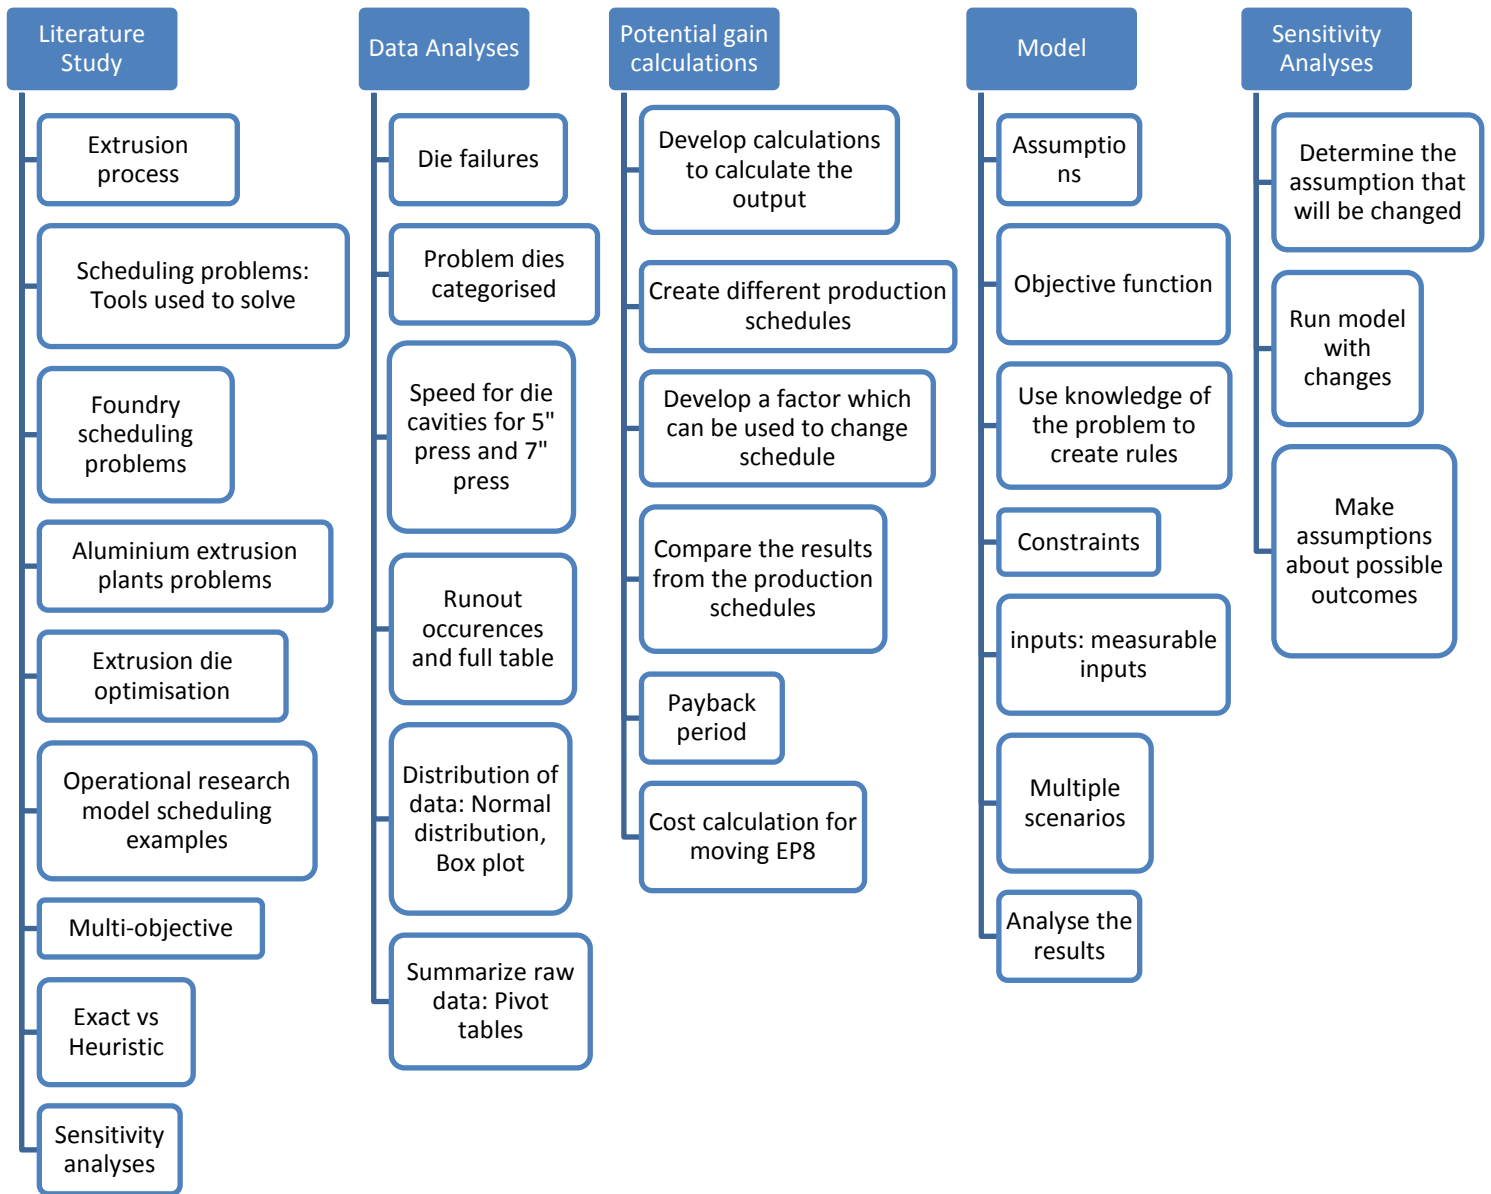 Literature
Study
Extrusion
process
Scheduling problems:
Tools used to solve
Foundry
scheduling
problems
Aluminium extrusion
plants problems
Extrusion die
optimisation
Operational research
model scheduling
examples
Multi-objective
Exact vs
Heuristic
Sensitivity
analyses
Data Analyses
Die failures
Problem dies
categorised
Speed for die
cavities for 5"
press and 7"
press
Runout
occurences
and full table
Distribution of
data: Normal
distribution,
Box plot
Summarize raw
data: Pivot
tables
Potential gain
calculations
Develop calculations
to calculate the
output
Create different production
schedules
Develop a factor which
can be used to change
schedule
Compare the results
from the production
schedules
Payback
period
Cost calculation for
moving EP8
Model
Assumptio
ns
Objective function
Use knowledge of
the problem to
create rules
Constraints
inputs: measurable
inputs
Multiple
scenarios
Analyse the
results
Sensitivity
Analyses
Determine the
assumption that
will be changed
Run model
with
changes
Make
assumptions
about possible
outcomes